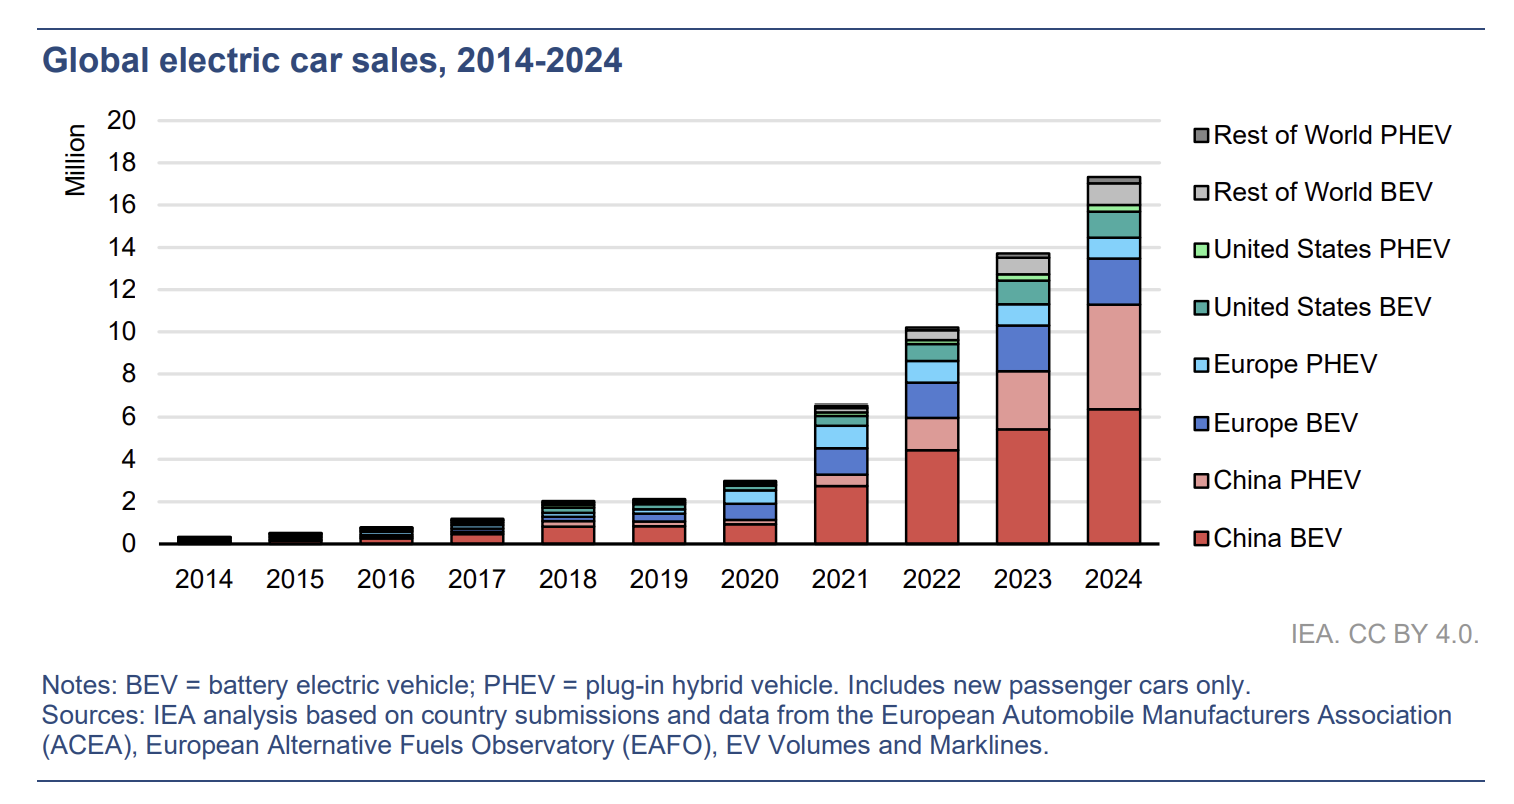 Global electric car sales, 2014-2024
Million
20
18
16
14
12
10
8
6
4
2
0
2014 2015 2016 2017 2018 2019 2020 2021 2022 2023 2024
Rest of World PHEV
Rest of World BEV
United States PHEV
United States BEV
Europe PHEV
Europe BEV
China PHEV
China BEV
IEA. CC BY 4.0.
Notes: BEV = battery electric vehicle; PHEV = plug-in hybrid vehicle. Includes new passenger cars only.
Sources: IEA analysis based on country submissions and data from the European Automobile Manufacturers Association
(ACEA), European Alternative Fuels Observatory (EAFO), EV Volumes and Marklines.